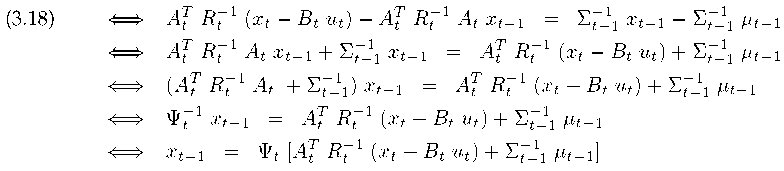 (3.18) ⟺ A_t^T R_t^{-1} (x_t − B_t u_t) − A_t^T R_t^{-1} A_t x_{t-1} = Σ_{t-1}^{-1} x_{t-1} − Σ_{t-1}^{-1} μ_{t-1}
⟺ A_t^T R_t^{-1} A_t x_{t-1} + Σ_{t-1}^{-1} x_{t-1} = A_t^T R_t^{-1} (x_t − B_t u_t) + Σ_{t-1}^{-1} μ_{t-1}
⟺ (A_t^T R_t^{-1} A_t + Σ_{t-1}^{-1}) x_{t-1} = A_t^T R_t^{-1} (x_t − B_t u_t) + Σ_{t-1}^{-1} μ_{t-1}
⟺ Ψ_t^{-1} x_{t-1} = A_t^T R_t^{-1} (x_t − B_t u_t) + Σ_{t-1}^{-1} μ_{t-1}
⟺ x_{t-1} = Ψ_t [A_t^T R_t^{-1} (x_t − B_t u_t) + Σ_{t-1}^{-1} μ_{t-1}]